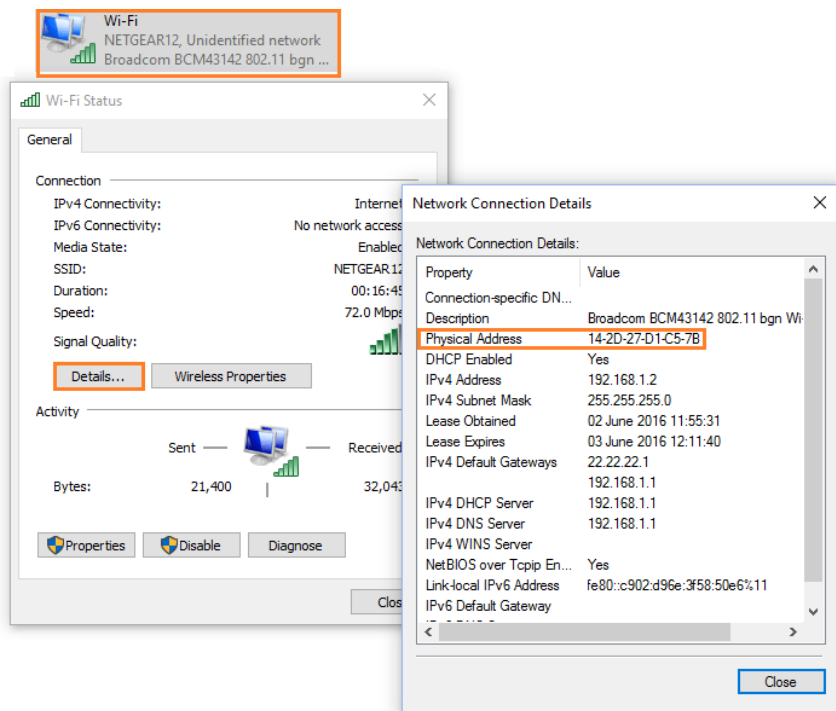 Wi-Fi
NETGEAR12, Unidentified network
Broadcom BCM43142 802.11 bgn ...
Wi-Fi Status
General
Connection
IPv4 Connectivity: Internet
IPv6 Connectivity: No network access
Media State: Enabled
SSID: NETGEAR12
Duration: 00:16:45
Speed: 72.0 Mbps
Signal Quality:
Details... Wireless Properties
Activity
Sent Received
Bytes: 21,400 32,043
Properties Disable Diagnose
Clos
Network Connection Details
Network Connection Details:
Property Value
Connection-specific DN...
Description Broadcom BCM43142 802.11 bgn Wi-
Physical Address 14-2D-27-D1-C5-7B
DHCP Enabled Yes
IPv4 Address 192.168.1.2
IPv4 Subnet Mask 255.255.255.0
Lease Obtained 02 June 2016 11:55:31
Lease Expires 03 June 2016 12:11:40
IPv4 Default Gateways 22.22.22.1
192.168.1.1
IPv4 DHCP Server 192.168.1.1
IPv4 DNS Server 192.168.1.1
IPv4 WINS Server
NetBIOS over Tcpip En... Yes
Link-local IPv6 Address fe80::c902:d96e:3f58:50e6%11
IPv6 Default Gateway
Close